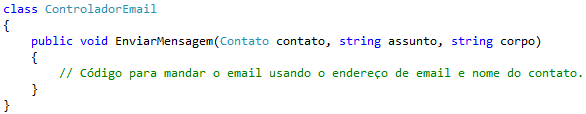 class ControladorEmail
{
    public void EnviarMensagem(Contato contato, string assunto, string corpo)
    {
        // Código para mandar o email usando o endereço de email e nome do contato.
    }
}